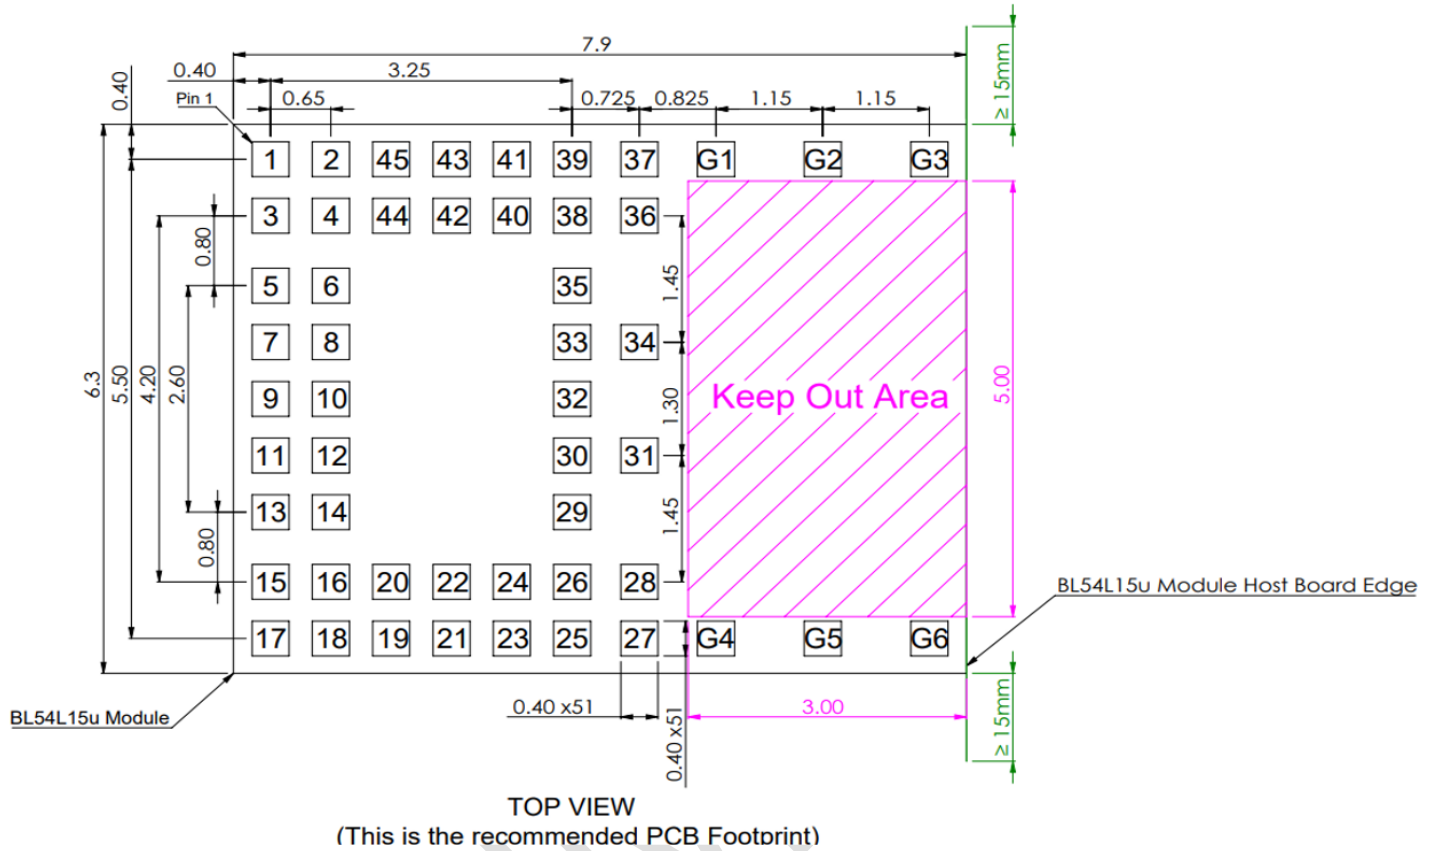 7.9
≥ 15mm
0.40
3.25
0.40
Pin 1
0.65
0.725
0.825
1.15
1.15
1 2 45 43 41 39 37 G1 G2 G3
3 4 44 42 40 38 36
0.80
1.45
5 6 35
7 8 33 34
6.3
5.50
4.20
2.60
9 10 32
1.30
Keep Out Area
5.00
11 12 30 31
13 14 29
0.80
1.45
15 16 20 22 24 26 28
BL54L15u Module Host Board Edge
17 18 19 21 23 25 27 G4 G5 G6
BL54L15u Module
0.40 x51
0.40 x51
3.00
≥ 15mm
TOP VIEW
(This is the recommended PCB Footprint)